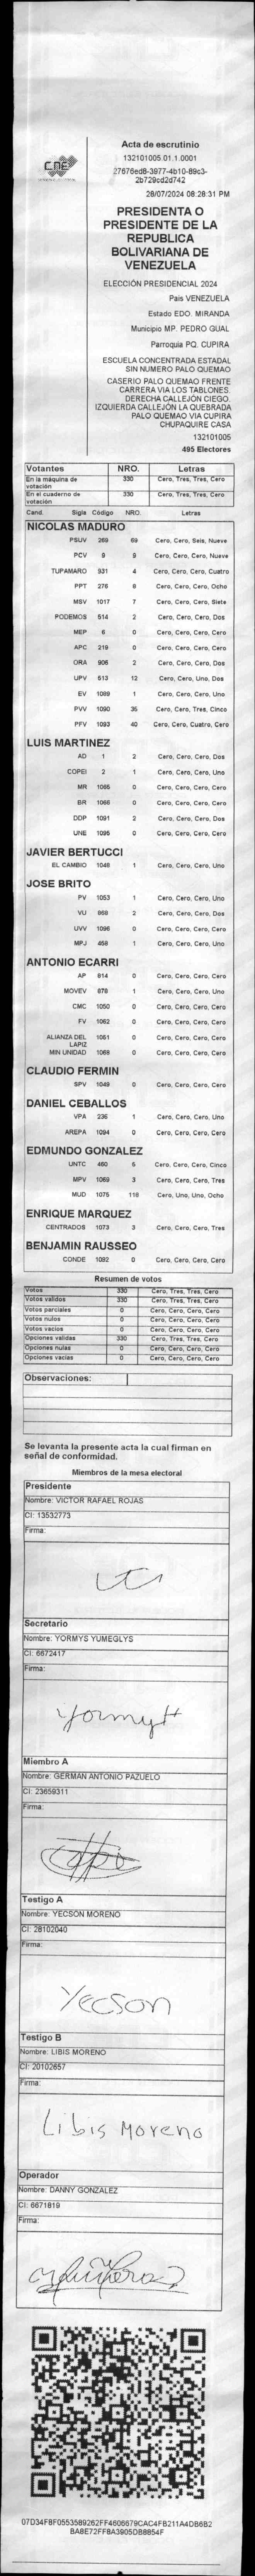 CNE
Acta de escrutinio
132101005.01.1.0001
27676ed8-3977-4b10-89c3-
2b729cd2d742
28/07/2024 08:28:31 PM
PRESIDENTA O
PRESIDENTE DE LA
REPUBLICA
BOLIVARIANA DE
VENEZUELA
ELECCIÓN PRESIDENCIAL 2024
Pais VENEZUELA
Estado EDO. MIRANDA
Municipio MP. PEDRO GUAL
Parroquia PQ. CUPIRA
ESCUELA CONCENTRADA ESTADAL
SIN NUMERO PALO QUEMAO
CASERIO PALO QUEMAO FRENTE
CARRERA VIA LOS TABLONES.
DERECHA CALLEJÓN CIEGO.
IZQUIERDA CALLEJÓN LA QUEBRADA
PALO QUEMAO VIA CUPIRA
CHUPAQUIRE CASA
132101005
495 Electores
Votantes NRO. Letras
En la máquina de votación 330 Cero, Tres, Tres, Cero
En el cuaderno de votación 330 Cero, Tres, Tres, Cero
Cand. Sigla Código NRO. Letras
NICOLAS MADURO
PSUV 269 69 Cero, Cero, Seis, Nueve
PCV 9 9 Cero, Cero, Cero, Nueve
TUPAMARO 931 4 Cero, Cero, Cero, Cuatro
PPT 276 8 Cero, Cero, Cero, Ocho
MSV 1017 7 Cero, Cero, Cero, Siete
PODEMOS 514 2 Cero, Cero, Cero, Dos
MEP 6 0 Cero, Cero, Cero, Cero
APC 219 0 Cero, Cero, Cero, Cero
ORA 906 2 Cero, Cero, Cero, Dos
UPV 613 12 Cero, Cero, Uno, Dos
EV 1089 1 Cero, Cero, Cero, Uno
PVV 1090 35 Cero, Cero, Tres, Cinco
PFV 1093 40 Cero, Cero, Cuatro, Cero
LUIS MARTINEZ
AD 1 2 Cero, Cero, Cero, Dos
COPEI 2 1 Cero, Cero, Cero, Uno
MR 1065 0 Cero, Cero, Cero, Cero
BR 1066 0 Cero, Cero, Cero, Cero
DDP 1091 2 Cero, Cero, Cero, Dos
UNE 1095 0 Cero, Cero, Cero, Cero
JAVIER BERTUCCI
EL CAMBIO 1048 1 Cero, Cero, Cero, Uno
JOSE BRITO
PV 1053 1 Cero, Cero, Cero, Uno
VU 868 2 Cero, Cero, Cero, Dos
UVV 1096 0 Cero, Cero, Cero, Cero
MPJ 458 1 Cero, Cero, Cero, Uno
ANTONIO ECARRI
AP 814 0 Cero, Cero, Cero, Cero
MOVEV 878 1 Cero, Cero, Cero, Uno
CMC 1050 0 Cero, Cero, Cero, Cero
FV 1062 0 Cero, Cero, Cero, Cero
ALIANZA DEL LAPIZ 1051 0 Cero, Cero, Cero, Cero
MIN UNIDAD 1068 0 Cero, Cero, Cero, Cero
CLAUDIO FERMIN
SPV 1049 0 Cero, Cero, Cero, Cero
DANIEL CEBALLOS
VPA 236 1 Cero, Cero, Cero, Uno
AREPA 1094 0 Cero, Cero, Cero, Cero
EDMUNDO GONZALEZ
UNTC 460 5 Cero, Cero, Cero, Cinco
MPV 1069 3 Cero, Cero, Cero, Tres
MUD 1075 118 Cero, Uno, Uno, Ocho
ENRIQUE MARQUEZ
CENTRADOS 1073 3 Cero, Cero, Cero, Tres
BENJAMIN RAUSSEO
CONDE 1082 0 Cero, Cero, Cero, Cero
Resumen de votos
Votos 330 Cero, Tres, Tres, Cero
Votos validos 330 Cero, Tres, Tres, Cero
Votos parciales 0 Cero, Cero, Cero, Cero
Votos nulos 0 Cero, Cero, Cero, Cero
Votos vacios 0 Cero, Cero, Cero, Cero
Opciones validas 330 Cero, Tres, Tres, Cero
Opciones nulas 0 Cero, Cero, Cero, Cero
Opciones vacias 0 Cero, Cero, Cero, Cero
Observaciones:
Se levanta la presente acta la cual firman en
señal de conformidad.
Miembros de la mesa electoral
Presidente
Nombre: VICTOR RAFAEL ROJAS
CI: 13532773
Firma:
Secretario
Nombre: YORMYS YUMEGLYS
CI: 6672417
Firma:
Miembro A
Nombre: GERMAN ANTONIO PAZUELO
CI: 23659311
Firma:
Testigo A
Nombre: YECSON MORENO
CI: 28102040
Firma:
Yecson
Testigo B
Nombre: LIBIS MORENO
CI: 20102657
Firma:
Libis Moreno
Operador
Nombre: DANNY GONZALEZ
CI: 6671819
Firma:
07D34F8F0553589262FF4606679CAC4FB211A4DB6B2
BA8E72FF8A3905DB8854F